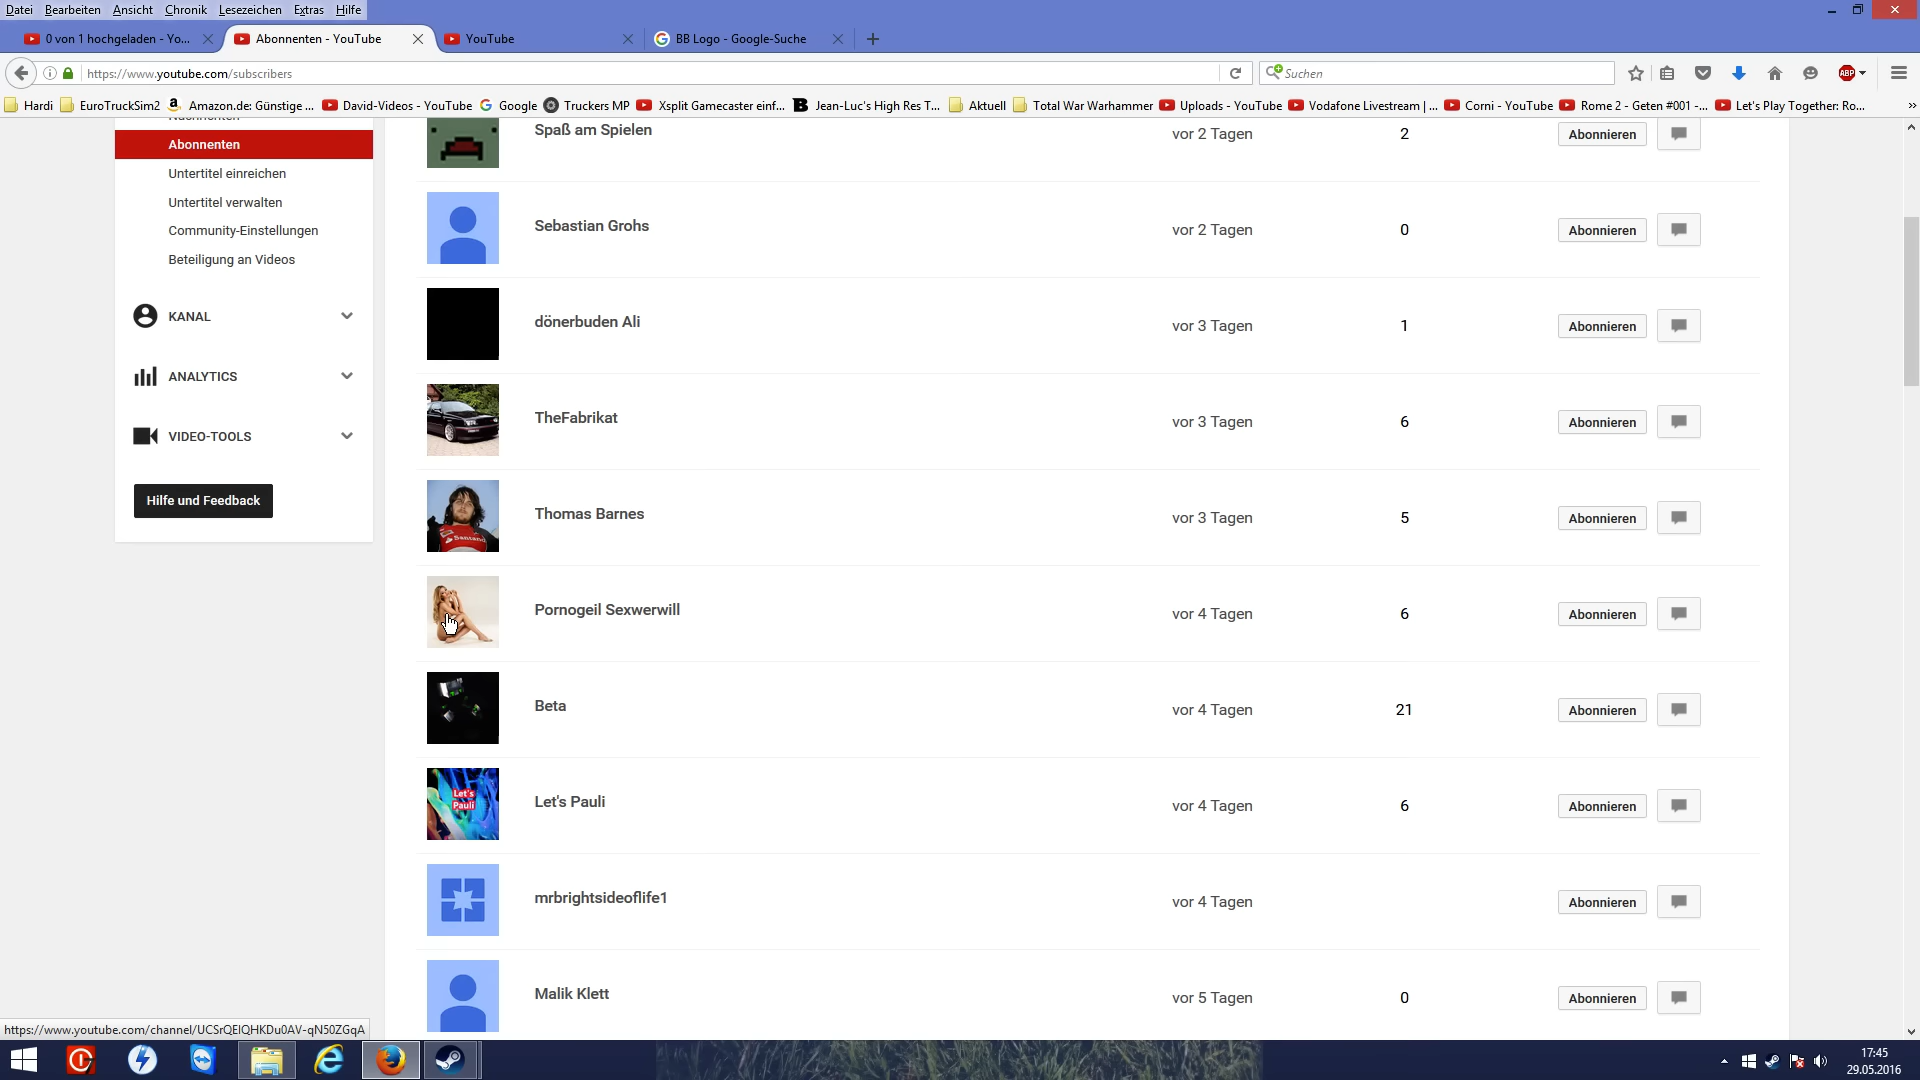 Datei Bearbeiten Ansicht Chronik Lesezeichen Extras Hilfe
0 von 1 hochgeladen - Yo... Abonnenten - YouTube YouTube BB Logo - Google-Suche
https://www.youtube.com/subscribers Suchen ABP
Hardi EuroTruckSim2 Amazon.de: Günstige ... David-Videos - YouTube Google Truckers MP Xsplit Gamecaster einf... Jean-Luc's High Res T... Aktuell Total War Warhammer Uploads - YouTube Vodafone Livestream | ... Corni - YouTube Rome 2 - Geten #001 -... Let's Play Together: Ro...
Nachrichten
Abonnenten
Untertitel einreichen
Untertitel verwalten
Community-Einstellungen
Beteiligung an Videos
KANAL
ANALYTICS
VIDEO-TOOLS
Hilfe und Feedback
Spaß am Spielen vor 2 Tagen 2 Abonnieren
Sebastian Grohs vor 2 Tagen 0 Abonnieren
dönerbuden Ali vor 3 Tagen 1 Abonnieren
TheFabrikat vor 3 Tagen 6 Abonnieren
Thomas Barnes vor 3 Tagen 5 Abonnieren
Pornogeil Sexwerwill vor 4 Tagen 6 Abonnieren
Beta vor 4 Tagen 21 Abonnieren
Let's Pauli
Let's Pauli vor 4 Tagen 6 Abonnieren
mrbrightsideoflife1 vor 4 Tagen Abonnieren
Malik Klett vor 5 Tagen 0 Abonnieren
17:45
29.05.2016